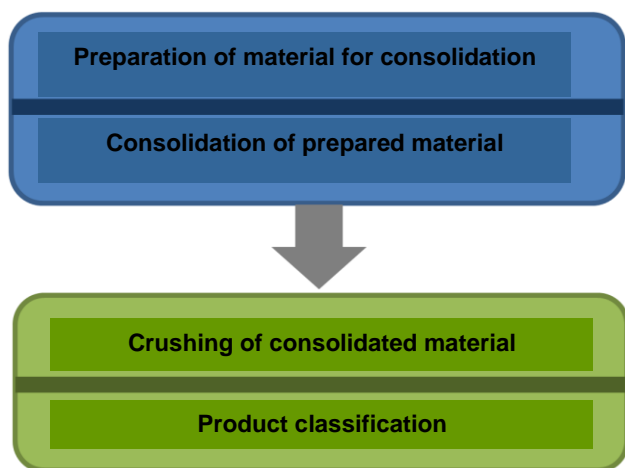 Preparation of material for consolidation
Consolidation of prepared material
Crushing of consolidated material
Product classification